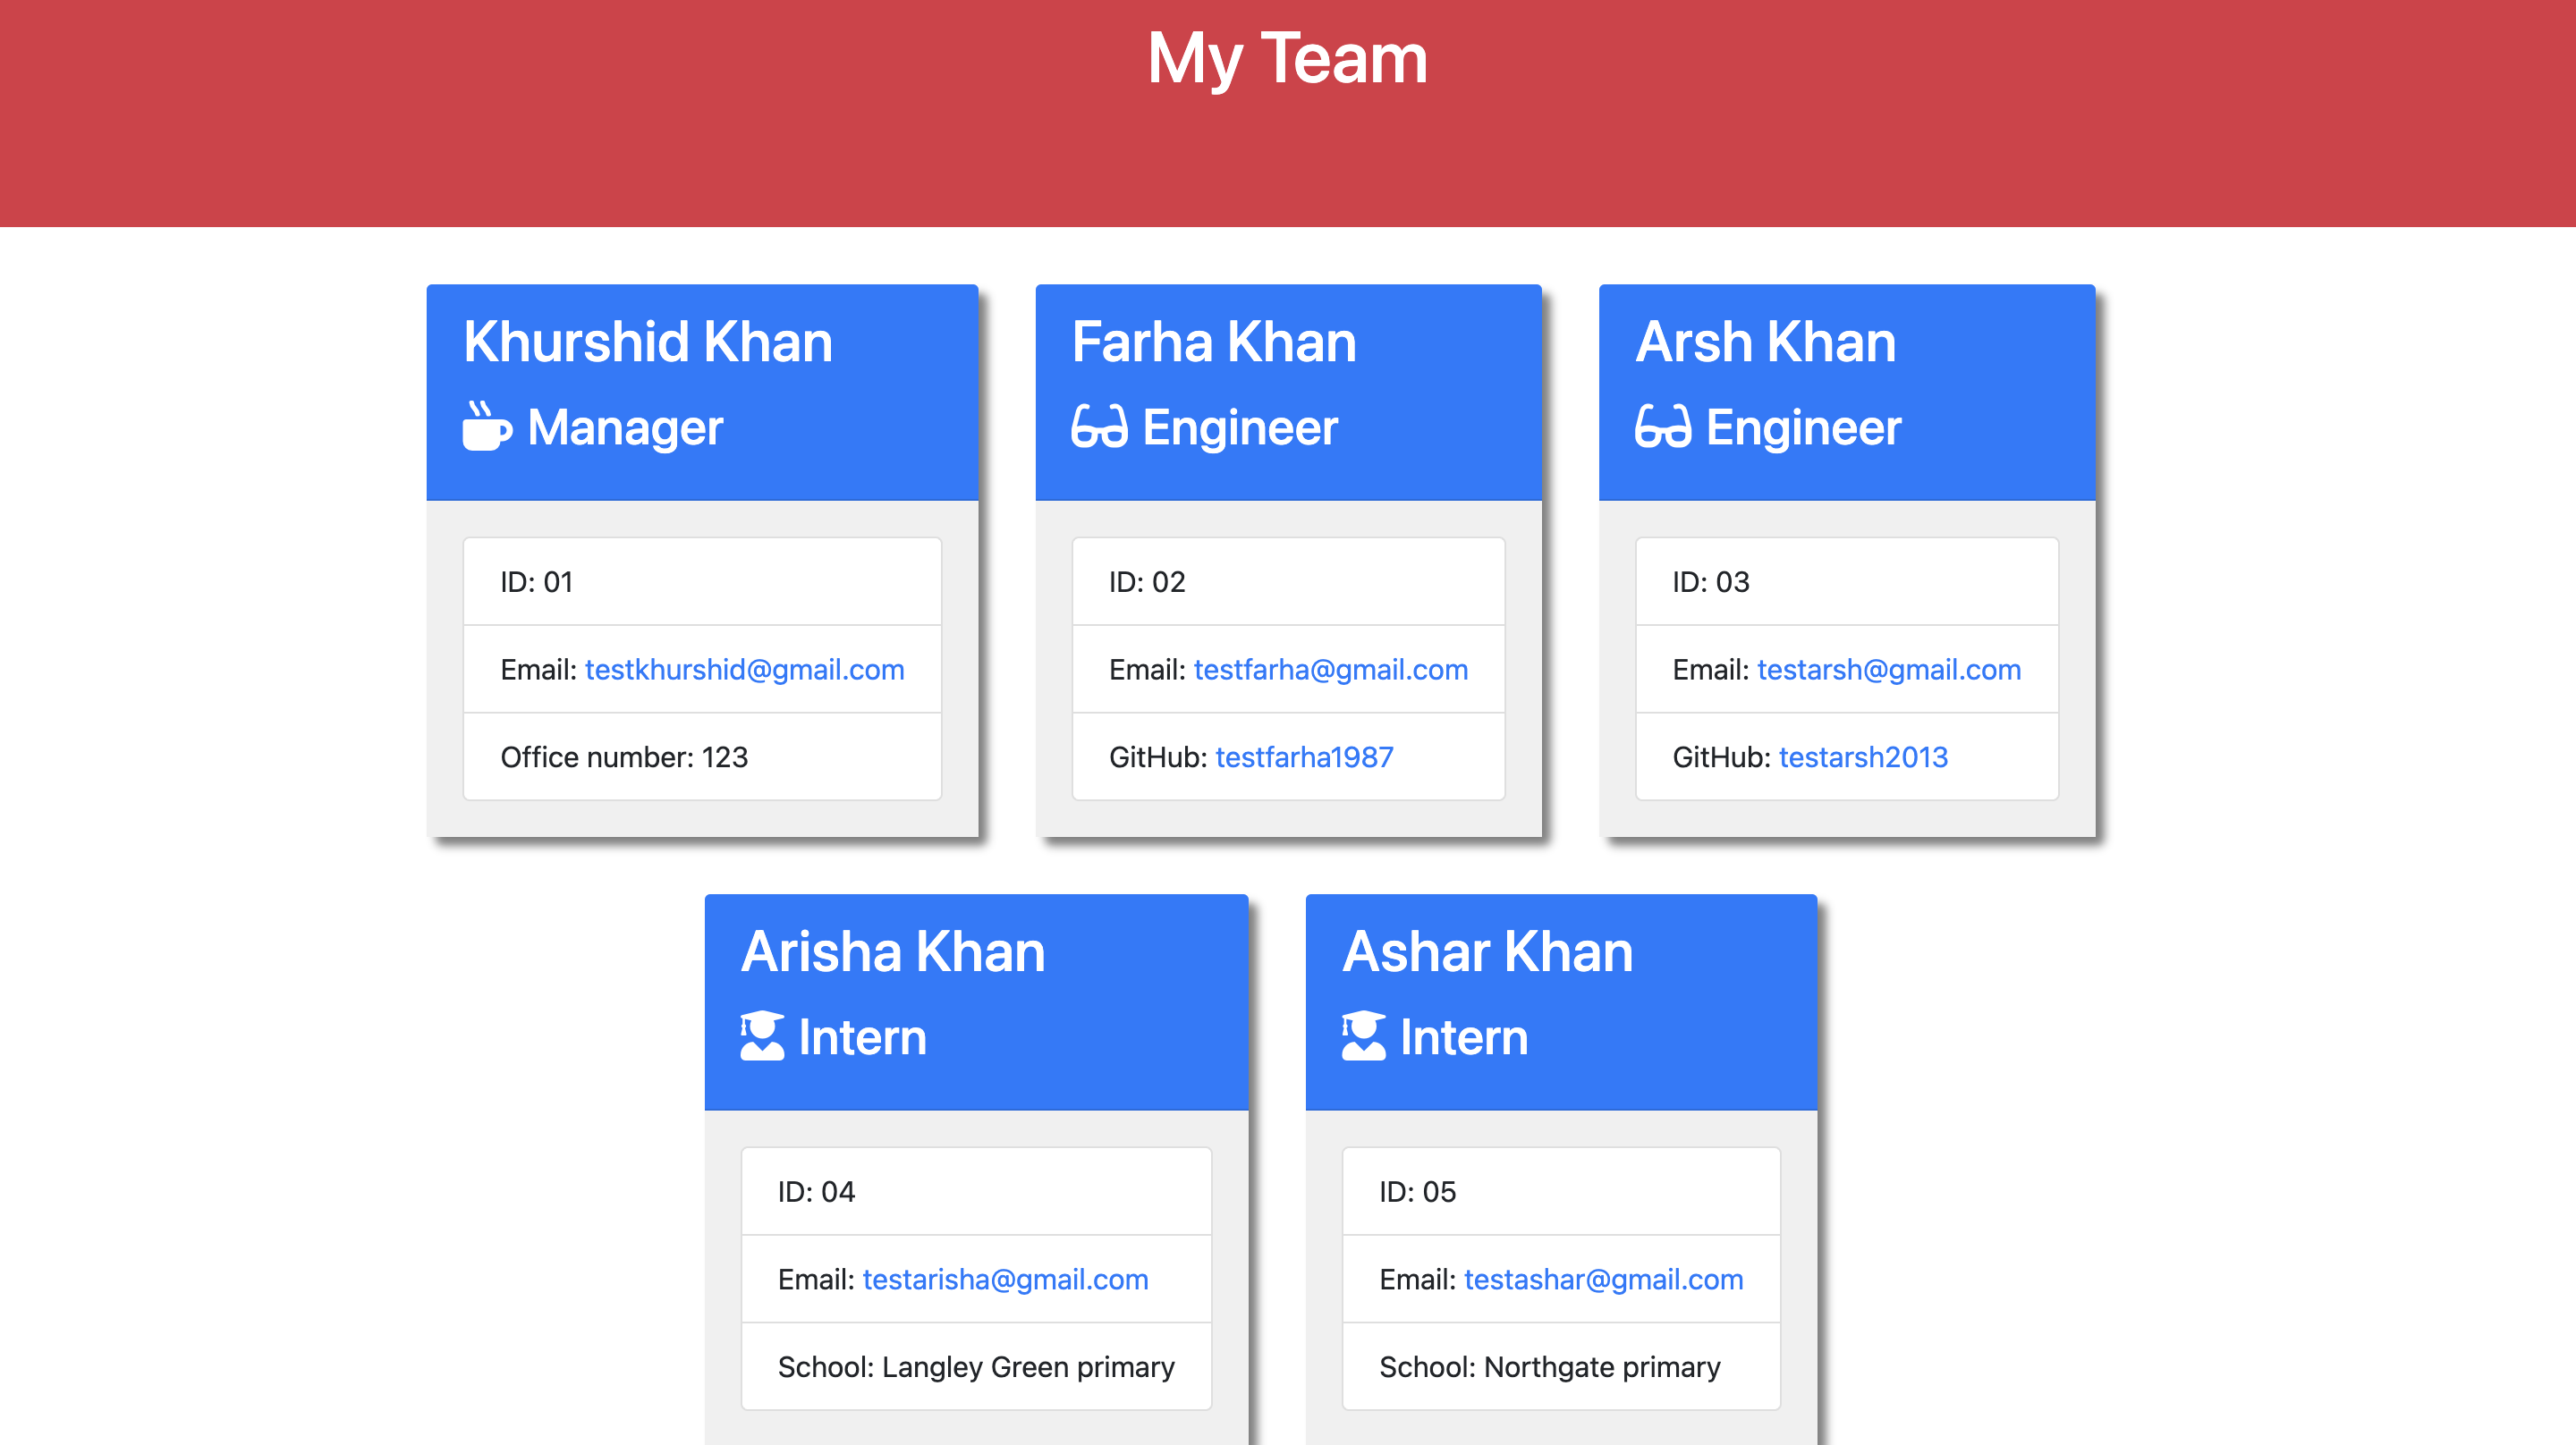 My Team
Khurshid Khan
Manager
ID: 01
Email: testkhurshid@gmail.com
Office number: 123
Farha Khan
Engineer
ID: 02
Email: testfarha@gmail.com
GitHub: testfarha1987
Arsh Khan
Engineer
ID: 03
Email: testarsh@gmail.com
GitHub: testarsh2013
Arisha Khan
Intern
ID: 04
Email: testarisha@gmail.com
School: Langley Green primary
Ashar Khan
Intern
ID: 05
Email: testashar@gmail.com
School: Northgate primary